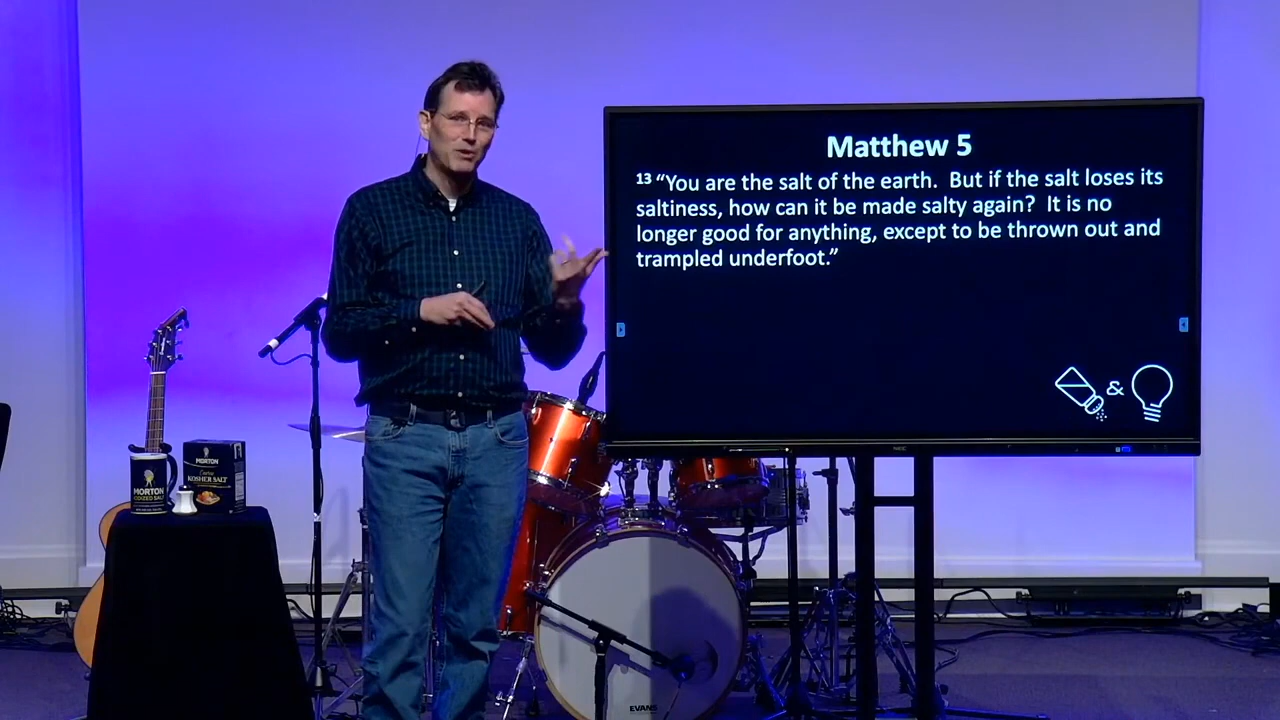 Matthew 5
13 “You are the salt of the earth. But if the salt loses its
saltiness, how can it be made salty again? It is no
longer good for anything, except to be thrown out and
trampled underfoot.”
&
NEC
MORTON
IODIZED SALT
MORTON
Coarse
KOSHER SALT
EVANS